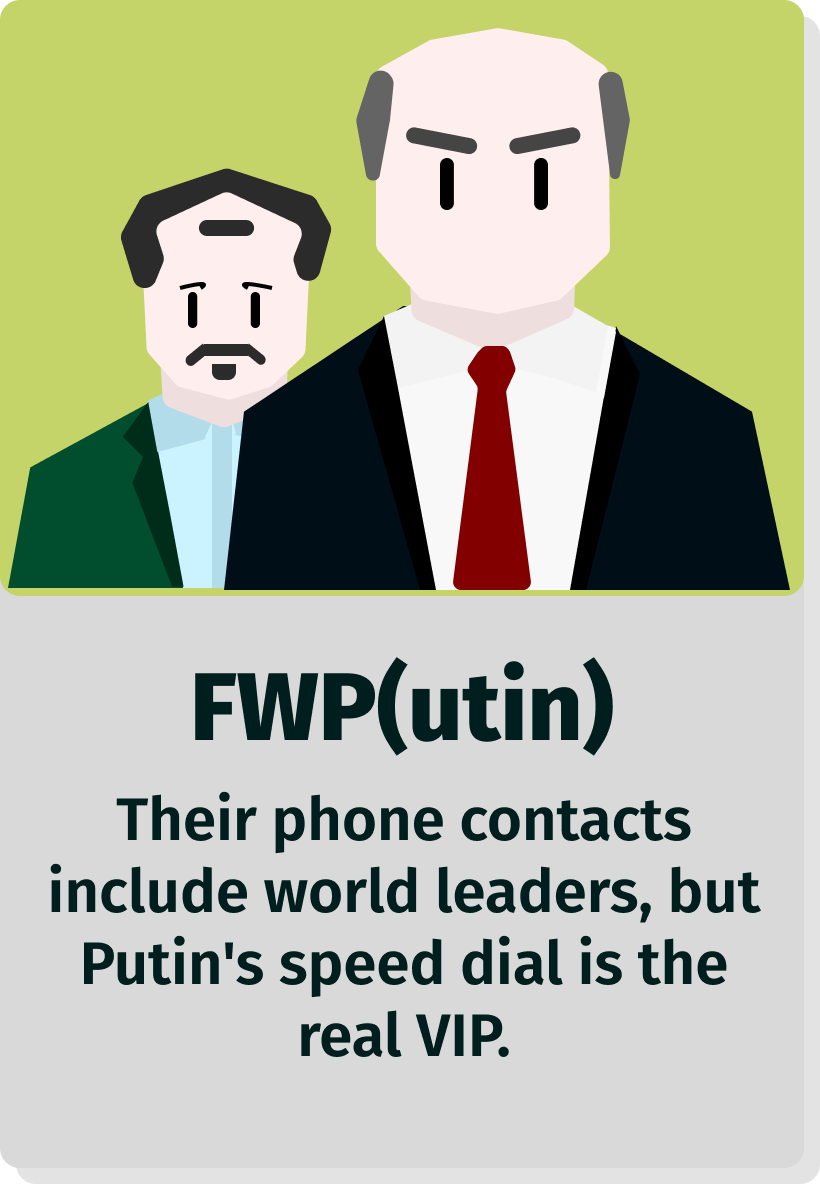 FWP(utin)
Their phone contacts
include world leaders, but
Putin's speed dial is the
real VIP.